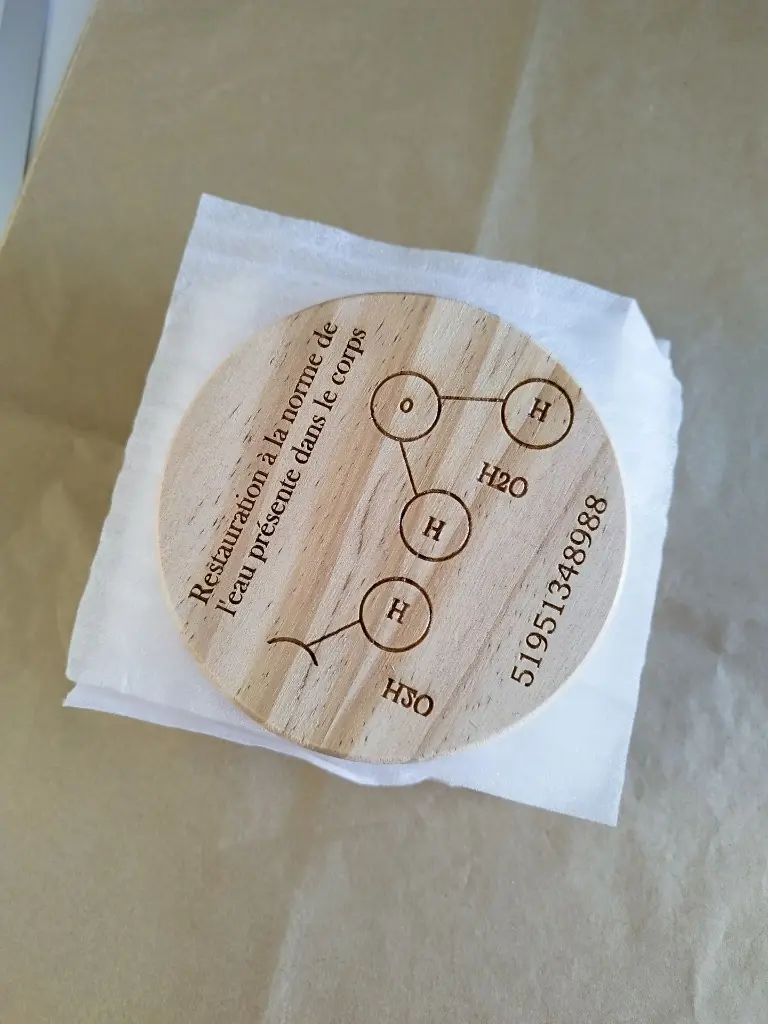 Restauration à la norme de
l'eau présente dans le corps
O
H
H2O
H
H
H2O
51951348988